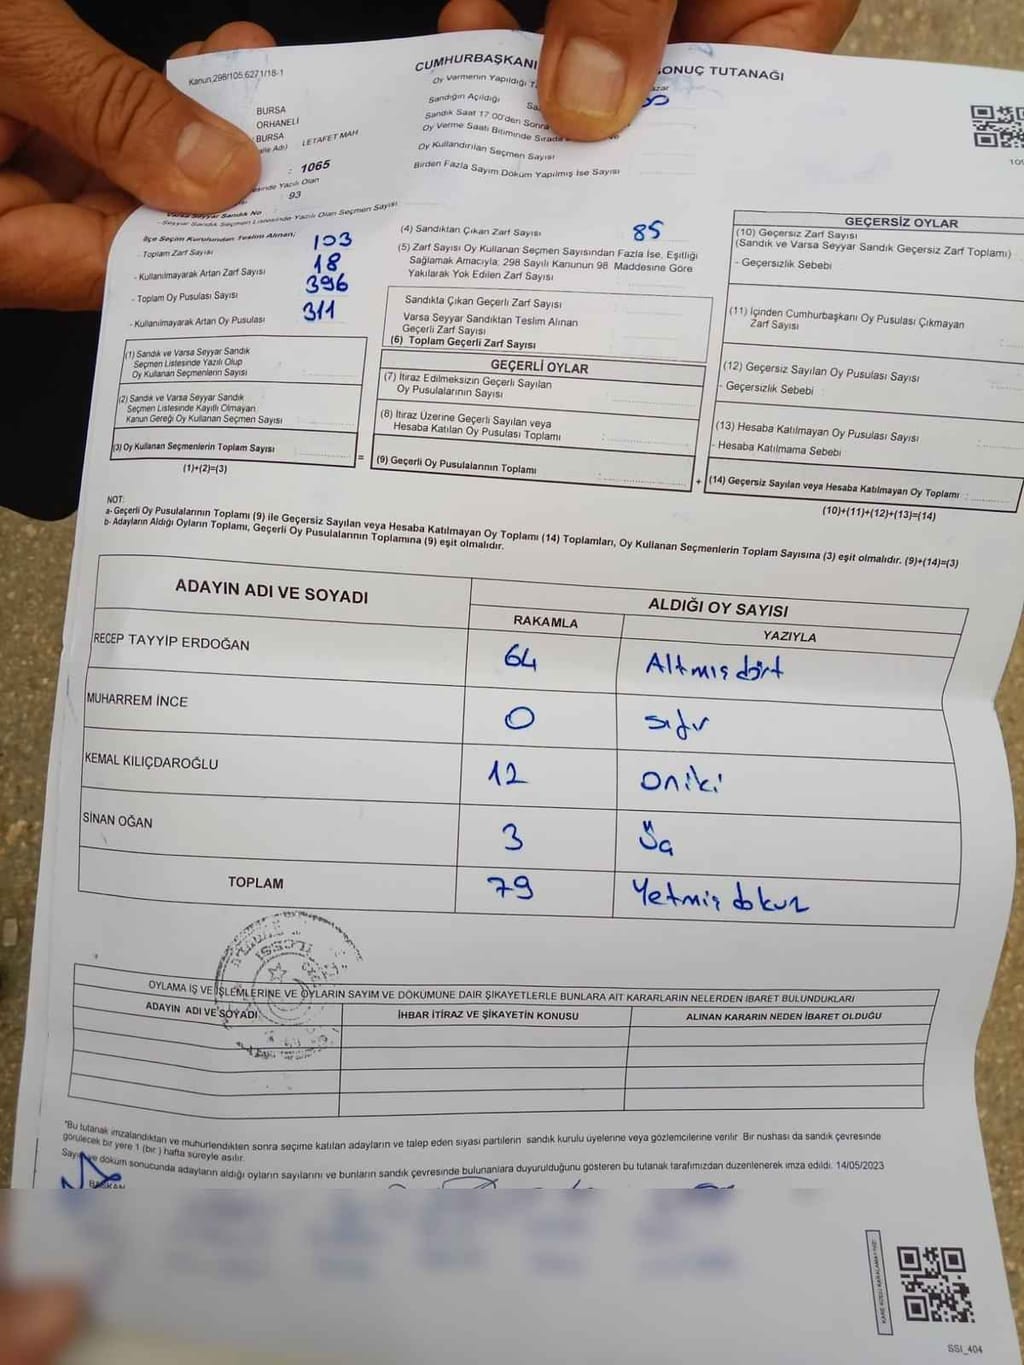 Kanun,298/105,6271/18-1
CUMHURBAŞKANI
SONUÇ TUTANAĞI
BURSA
ORHANELİ
: BURSA
LETAFET MAH
: 1065
: 93
Varsa Seyyar Sandık No
- Seyyar Sandık Seçmen Listesinde Yazılı Olan Seçmen Sayısı
Oy Vermenin Yapıldığı
Sandığın Açıldığı
Sandık Saat 17.00'den Sonra
Oy Verme Saati Bitiminde Sırada
Oy Kullandırılan Seçmen Sayısı
Birden Fazla Sayım Döküm Yapılmış İse Sayısı
İlçe Seçim Kurulundan Teslim Alınan;
- Toplam Zarf Sayısı : 103
- Kullanılmayarak Artan Zarf Sayısı : 18
- Toplam Oy Pusulası Sayısı : 396
- Kullanılmayarak Artan Oy Pusulası : 311
(4) Sandıktan Çıkan Zarf Sayısı : 85
(5) Zarf Sayısı Oy Kullanan Seçmen Sayısından Fazla İse, Eşitliği
Sağlamak Amacıyla; 298 Sayılı Kanunun 98. Maddesine Göre
Yakılarak Yok Edilen Zarf Sayısı
Sandıkta Çıkan Geçerli Zarf Sayısı
Varsa Seyyar Sandıktan Teslim Alınan
Geçerli Zarf Sayısı
(6) Toplam Geçerli Zarf Sayısı
GEÇERSİZ OYLAR
(10) Geçersiz Zarf Sayısı
(Sandık ve Varsa Seyyar Sandık Geçersiz Zarf Toplamı)
- Geçersizlik Sebebi
(11) İçinden Cumhurbaşkanı Oy Pusulası Çıkmayan
Zarf Sayısı
(12) Geçersiz Sayılan Oy Pusulası Sayısı
- Geçersizlik Sebebi :
(13) Hesaba Katılmayan Oy Pusulası Sayısı
- Hesaba Katılmama Sebebi
(14) Geçersiz Sayılan veya Hesaba Katılmayan Oy Toplamı :
(10)+(11)+(12)+(13)=(14)
(1) Sandık ve Varsa Seyyar Sandık
Seçmen Listesinde Yazılı Olup
Oy Kullanan Seçmenlerin Sayısı
(2) Sandık ve Varsa Seyyar Sandık
Seçmen Listesinde Kayıtlı Olmayan
Kanun Gereği Oy Kullanan Seçmen Sayısı
(3) Oy Kullanan Seçmenlerin Toplam Sayısı
(1)+(2)=(3)
=
GEÇERLİ OYLAR
(7) İtiraz Edilmeksizin Geçerli Sayılan
Oy Pusulalarının Sayısı
(8) İtiraz Üzerine Geçerli Sayılan veya
Hesaba Katılan Oy Pusulası Toplamı :
(9) Geçerli Oy Pusulalarının Toplamı :
+
NOT:
a- Geçerli Oy Pusulalarının Toplamı (9) ile Geçersiz Sayılan veya Hesaba Katılmayan Oy Toplamı (14) Toplamları, Oy Kullanan Seçmenlerin Toplam Sayısına (3) eşit olmalıdır. (9)+(14)=(3)
b- Adayların Aldığı Oyların Toplamı, Geçerli Oy Pusulalarının Toplamına (9) eşit olmalıdır.
ADAYIN ADI VE SOYADI
ALDIĞI OY SAYISI
RAKAMLA YAZIYLA
RECEP TAYYİP ERDOĞAN 64 Altmış dört
MUHARREM İNCE 0 sıfır
KEMAL KILIÇDAROĞLU 12 oniki
SİNAN OĞAN 3 Üç
TOPLAM 79 Yetmiş dokuz
OYLAMA İŞ VE İŞLEMLERİNE VE OYLARIN SAYIM VE DÖKÜMÜNE DAİR ŞİKAYETLERLE BUNLARA AİT KARARLARIN NELERDEN İBARET BULUNDUKLARI
ADAYIN ADI VE SOYADI İHBAR İTİRAZ VE ŞİKAYETİN KONUSU ALINAN KARARIN NEDEN İBARET OLDUĞU
"Bu tutanak imzalandıktan ve mühürlendikten sonra seçime katılan adayların ve talep eden siyasi partilerin sandık kurulu üyelerine veya gözlemcilerine verilir. Bir nüshası da sandık çevresinde
görülecek bir yere 1 (bir) hafta süreyle asılır.
Sayım ve döküm sonucunda adayların aldığı oyların sayılarını ve bunların sandık çevresinde bulunanlara duyurulduğunu gösteren bu tutanak tarafımızdan düzenlenerek imza edildi. 14/05/2023
BAŞKAN
SSI_404